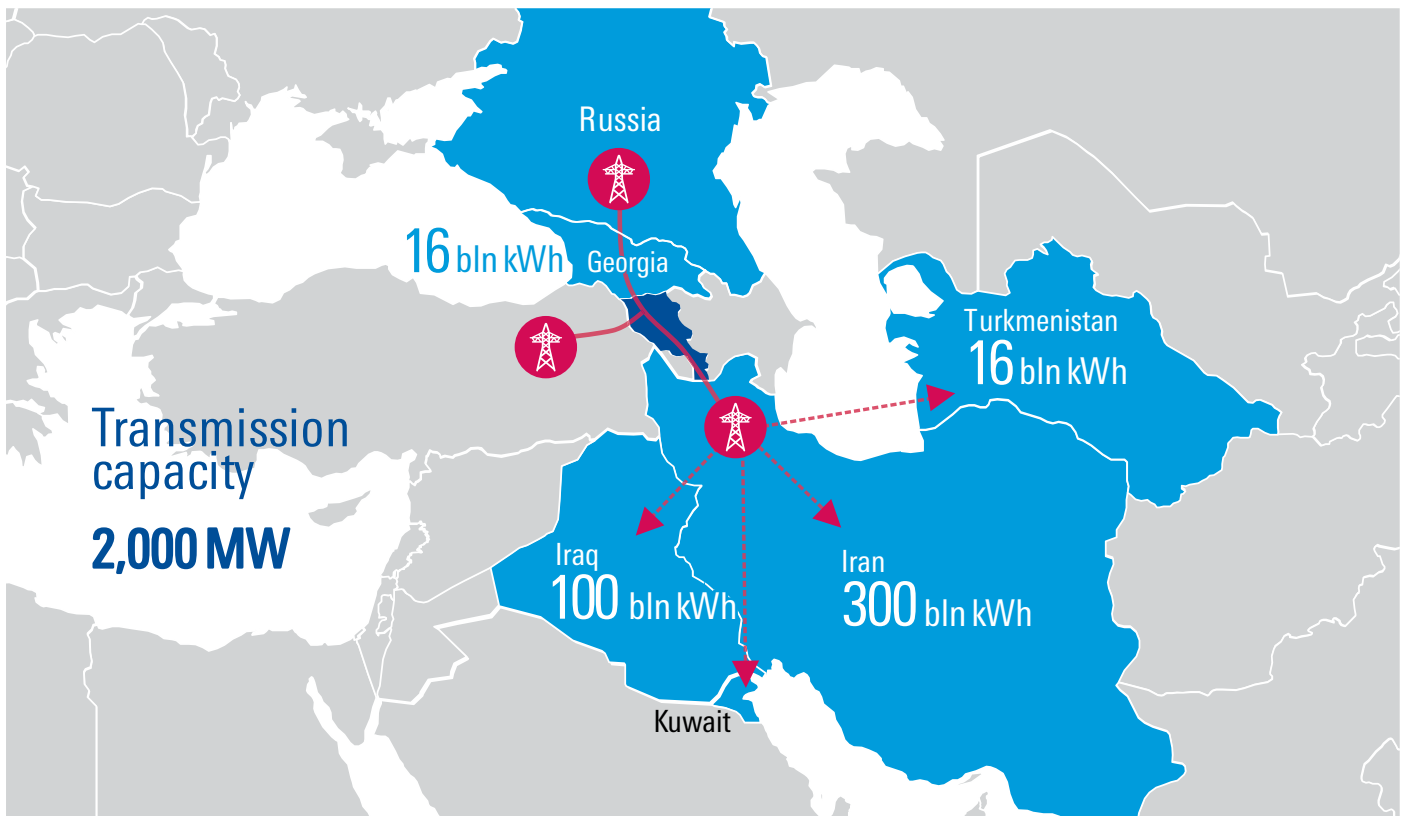 Russia
16 bln kWh
Georgia
Turkmenistan
16 bln kWh
Transmission
capacity
2,000 MW
Iraq
100 bln kWh
Iran
300 bln kWh
Kuwait